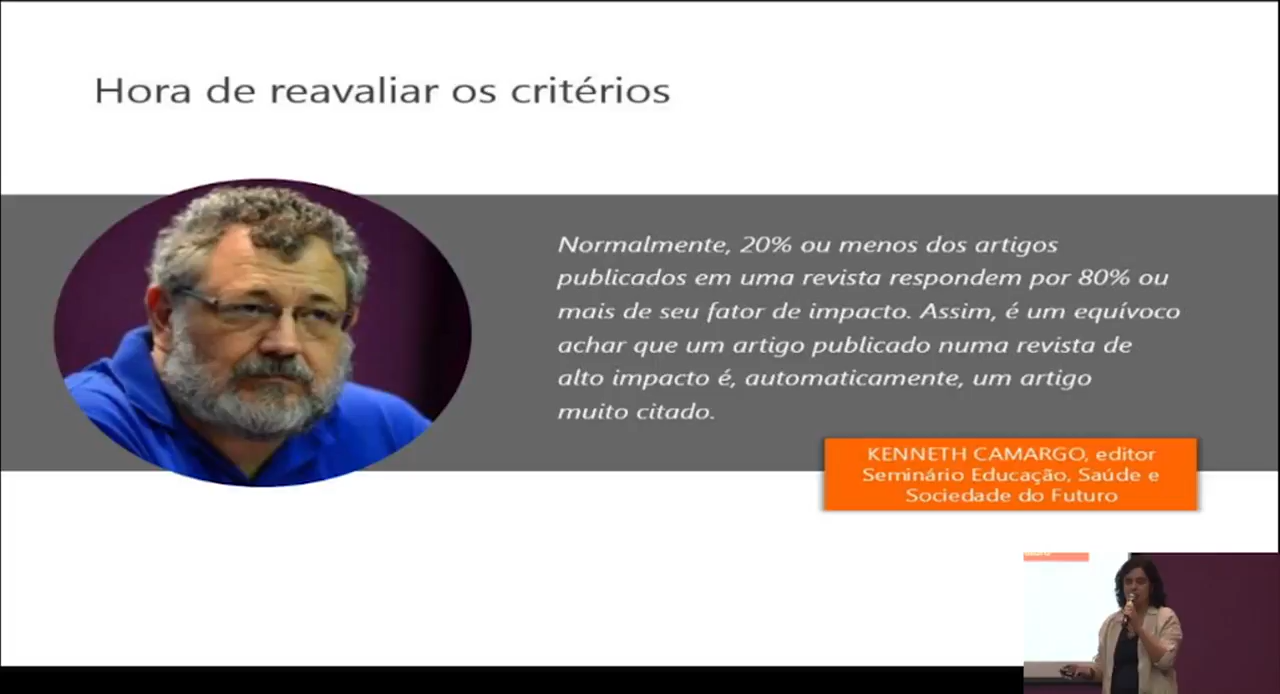 Hora de reavaliar os critérios
Normalmente, 20% ou menos dos artigos
publicados em uma revista respondem por 80% ou
mais de seu fator de impacto. Assim, é um equívoco
achar que um artigo publicado numa revista de
alto impacto é, automaticamente, um artigo
muito citado.
KENNETH CAMARGO, editor
Seminário Educação, Saúde e
Sociedade do Futuro